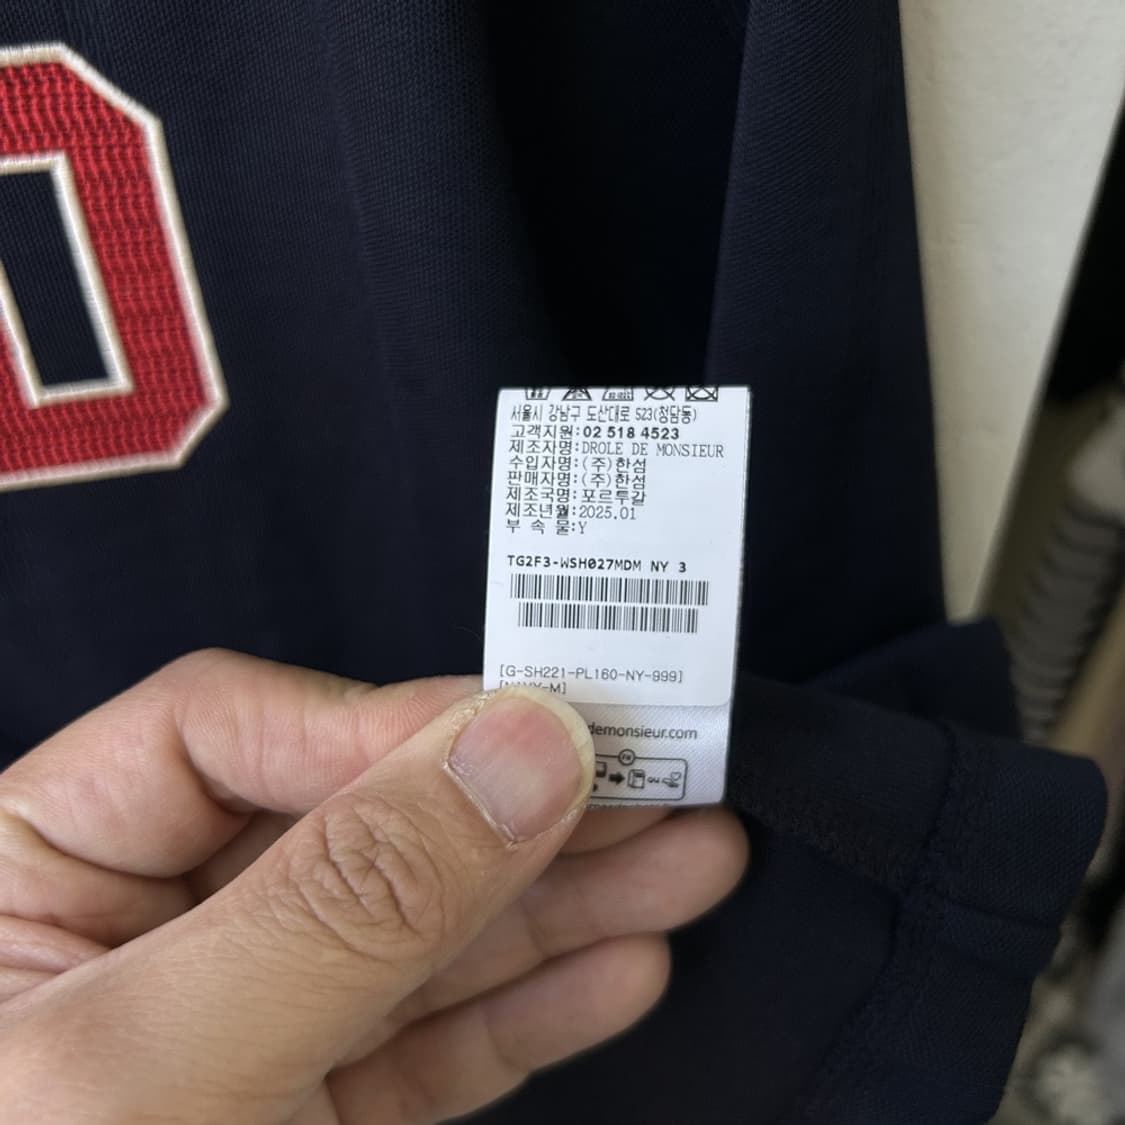 서울시 강남구 도산대로 523(청담동)
고객지원:02 518 4523
제조자명:DROLE DE MONSIEUR
수입자명:(주)한섬
판매자명:(주)한섬
제조국명:포르투갈
제조년월:2025.01
부 속 물:Y
TG2F3-WSH027MDM NY 3
[G-SH221-PL160-NY-999]
-M]
demonsieur.com
FR
ou